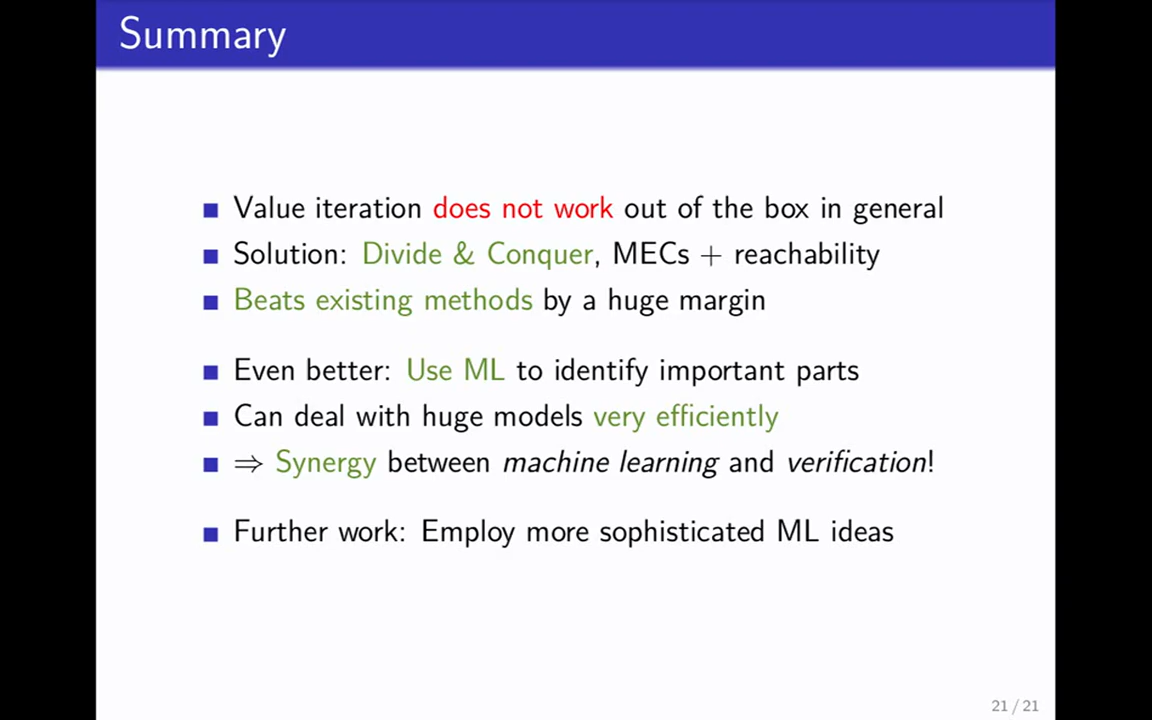 Summary
Value iteration does not work out of the box in general
Solution: Divide & Conquer, MECs + reachability
Beats existing methods by a huge margin
Even better: Use ML to identify important parts
Can deal with huge models very efficiently
⇒ Synergy between machine learning and verification!
Further work: Employ more sophisticated ML ideas
21 / 21